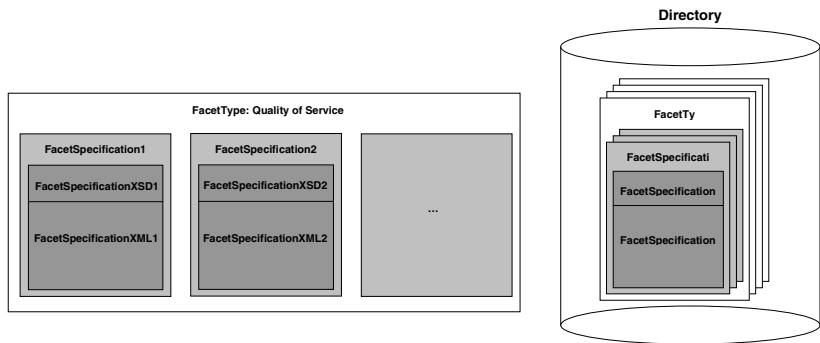 Directory
FacetType: Quality of Service
FacetSpecification1
FacetSpecificationXSD1
FacetSpecificationXML1
FacetSpecification2
FacetSpecificationXSD2
FacetSpecificationXML2
...
FacetTy
FacetSpecificati
FacetSpecification
FacetSpecification